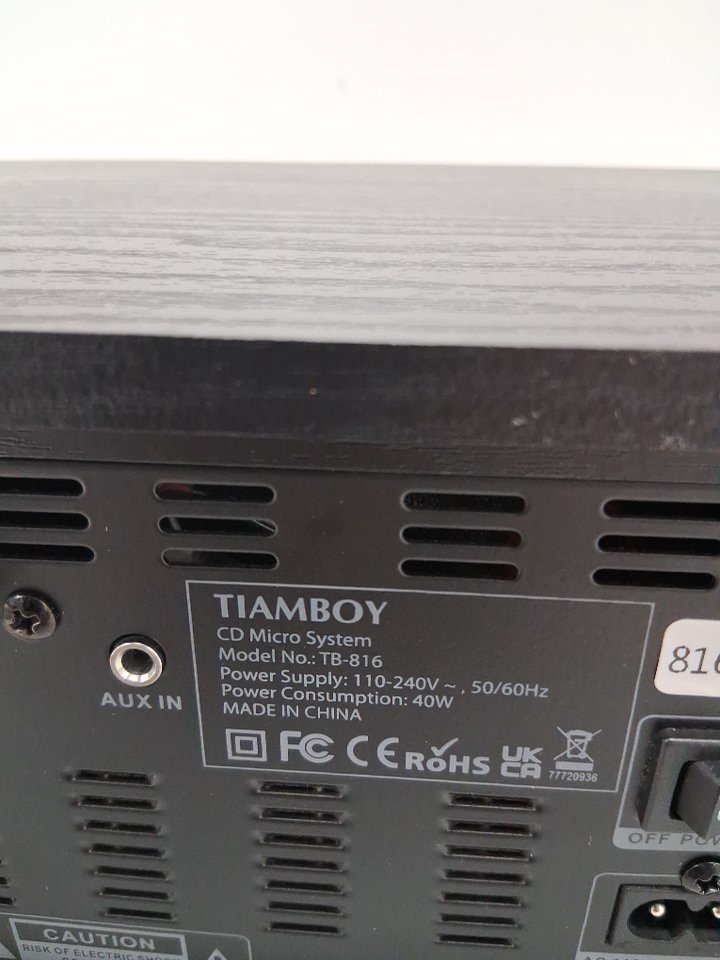 TIAMBOY
CD Micro System
Model No.: TB-816
Power Supply: 110-240V ~ , 50/60Hz
Power Consumption: 40W
MADE IN CHINA
FC CE RoHS UK CA
77720936
AUX IN
816
OFF
CAUTION
RISK OF ELECTRIC SHOCK